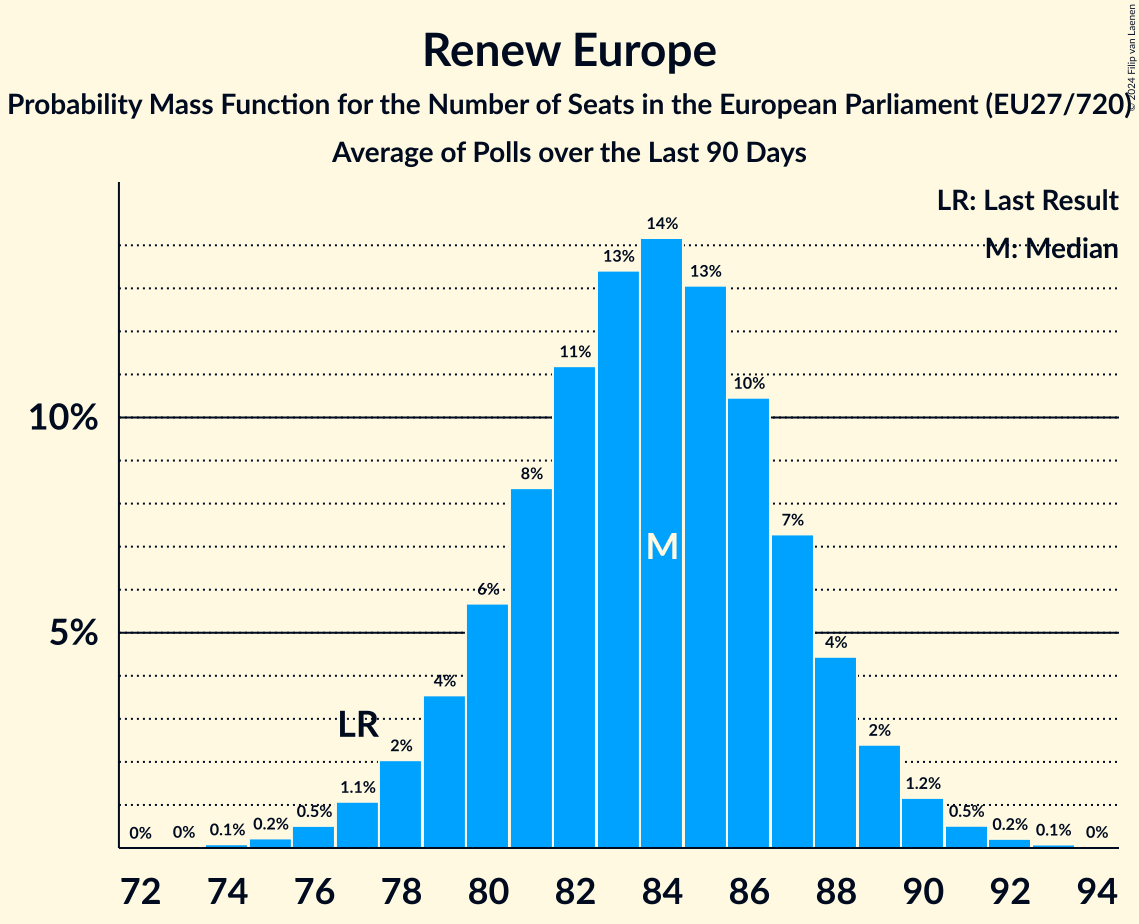 Renew Europe
Probability Mass Function for the Number of Seats in the European Parliament (EU27/720)
Average of Polls over the Last 90 Days
© 2024 Filip van Laenen
LR: Last Result
M: Median
14%
13%
13%
11%
10%
10%
8%
7%
M
6%
5%
4%
4%
LR
2%
2%
1.1%
1.2%
0%
0%
0.1%
0.2%
0.5%
0.5%
0.2%
0.1%
0%
72 74 76 78 80 82 84 86 88 90 92 94